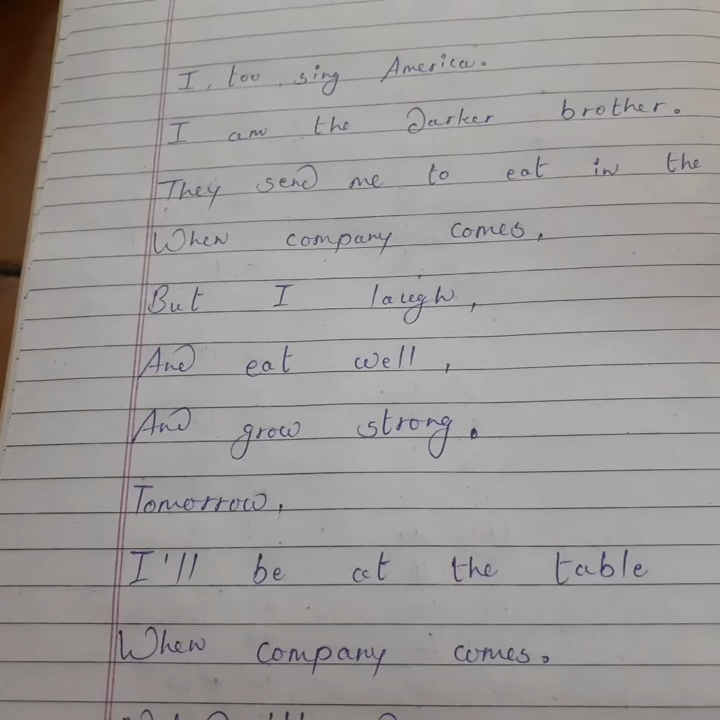 I, too, sing America.
I am the darker brother.
They send me to eat in the
When company comes,
But I laugh,
And eat well,
And grow strong.
Tomorrow,
I'll be at the table
When company comes.